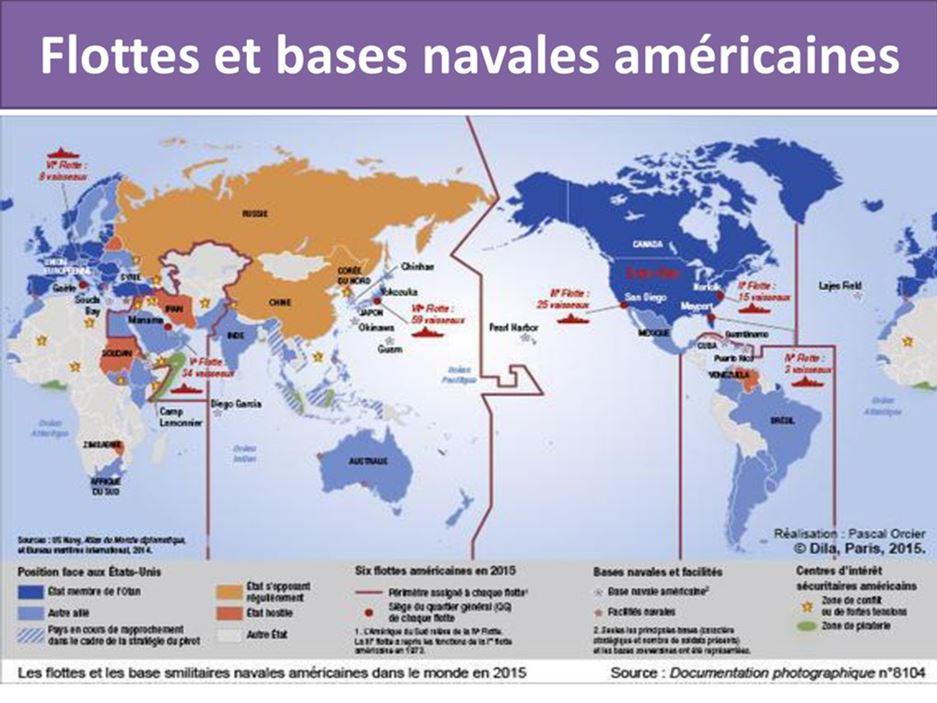 Flottes et bases navales américaines
VIᵉ Flotte :
8 vaisseaux
RUSSIE
CANADA
UNION
EUROPÉENNE
Gaète
SYRIE
Souda
Bay
Manama
IRAN
CHINE
CORÉE
DU NORD
Chinhae
Yokosuka
JAPON
Okinawa
Guam
VIIᵉ Flotte :
59 vaisseaux
INDE
SOUDAN
Vᵉ Flotte :
34 vaisseaux
Camp
Lemonnier
Diego Garcia
Océan
Atlantique
Océan
Indien
Océan
Pacifique
ZIMBABWE
AFRIQUE
DU SUD
AUSTRALIE
Pearl Harbor
IIIᵉ Flotte :
25 vaisseaux
San Diego
États-Unis
Norfolk
Mayport
IIᵉ Flotte :
15 vaisseaux
Lajes Field
MEXIQUE
CUBA
Guantánamo
Puerto Rico
VENEZUELA
IVᵉ Flotte :
3 vaisseaux
BRÉSIL
Océan
Atlantique
Sources : US Navy, Atlas du Monde diplomatique,
et Bureau maritime international, 2014.
Réalisation : Pascal Orcier
© Dila, Paris, 2015.
Position face aux États-Unis
État membre de l'Otan
Autre allié
Pays en cours de rapprochement
dans le cadre de la stratégie du pivot
État s'opposant
régulièrement
État hostile
Autre État
Six flottes américaines en 2015
Périmètre assigné à chaque flotte¹
Siège du quartier général (QG)
de chaque flotte
1. L'Amérique du Sud relève de la IVᵉ Flotte.
La IIIᵉ flotte a repris les fonctions de la Iʳᵉ flotte
américaine en 1973.
Bases navales et facilités
Base navale américaine²
Facilités navales
2. Seules les principales bases (caractère
stratégique et nombre de soldats présents)
et les bases souveraines ont été représentées.
Centres d'intérêt
sécuritaires américains
Zone de conflit
ou de fortes tensions
Zone de piraterie
Les flottes et les base smilitaires navales américaines dans le monde en 2015
Source : Documentation photographique n°8104